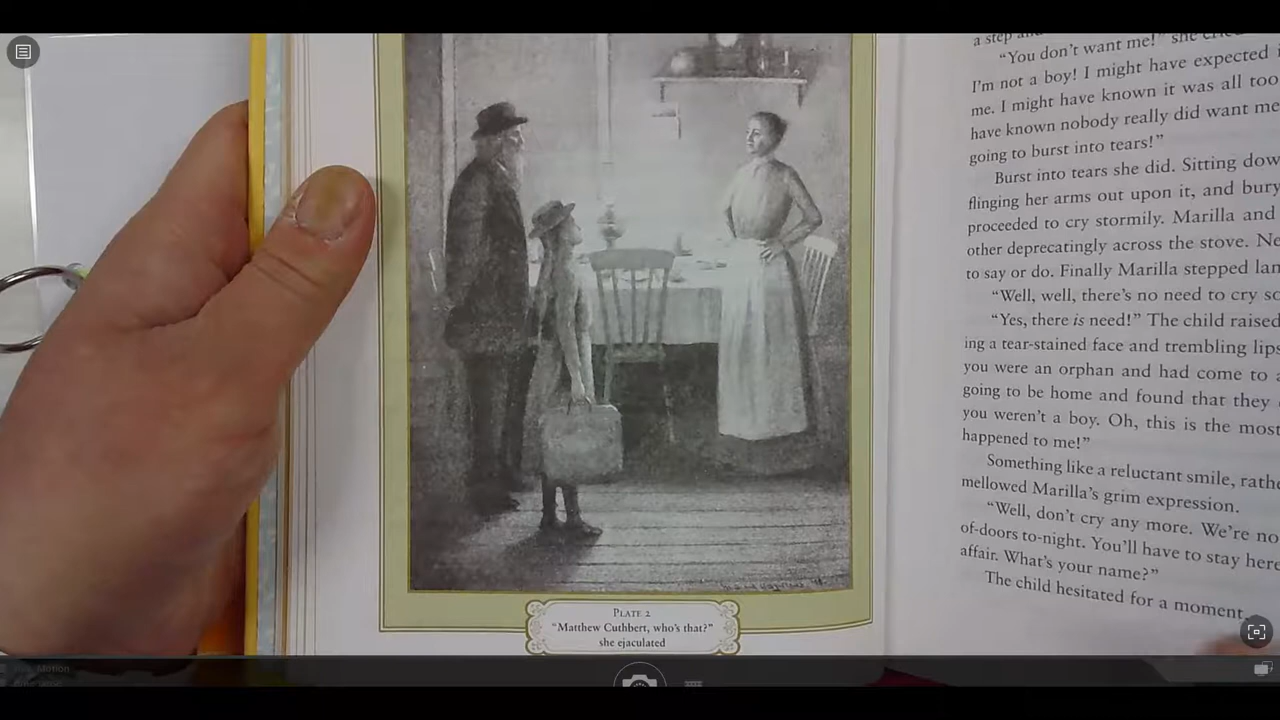 PLATE 2
"Matthew Cuthbert, who's that?"
she ejaculated
a step
"You don't want me!" she cried
I'm not a boy! I might have expected
me. I might have known it was all too
have known nobody really did want me
going to burst into tears!"
Burst into tears she did. Sitting
flinging her arms out upon it, and
proceeded to cry stormily. Marilla and
other deprecatingly across the stove.
to say or do. Finally Marilla stepped
"Well, well, there's no need to cry
"Yes, there is need!" The child raised
ing a tear-stained face and trembling lips
you were an orphan and had come to a
going to be home and found that they
you weren't a boy. Oh, this is the most
happened to me!"
Something like a reluctant smile,
mellowed Marilla's grim expression.
"Well, don't cry any more. We're
of-doors to-night. You'll have to stay here
affair. What's your name?"
The child hesitated for a moment.
Motion